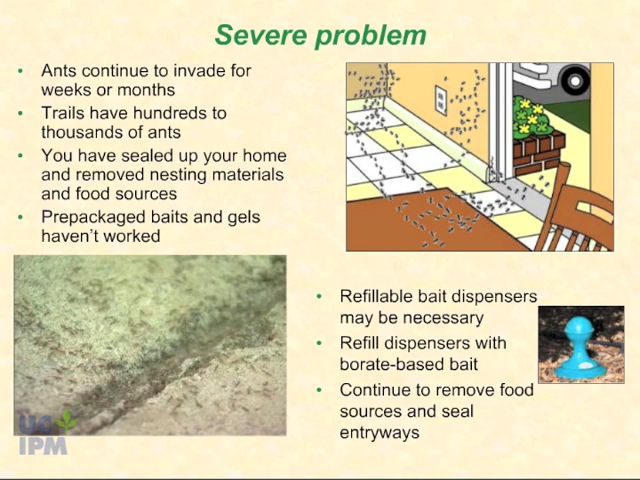 Severe problem
• Ants continue to invade for
weeks or months
• Trails have hundreds to
thousands of ants
• You have sealed up your home
and removed nesting materials
and food sources
• Prepackaged baits and gels
haven't worked
• Refillable bait dispensers
may be necessary
• Refill dispensers with
borate-based bait
• Continue to remove food
sources and seal
entryways
UC
IPM